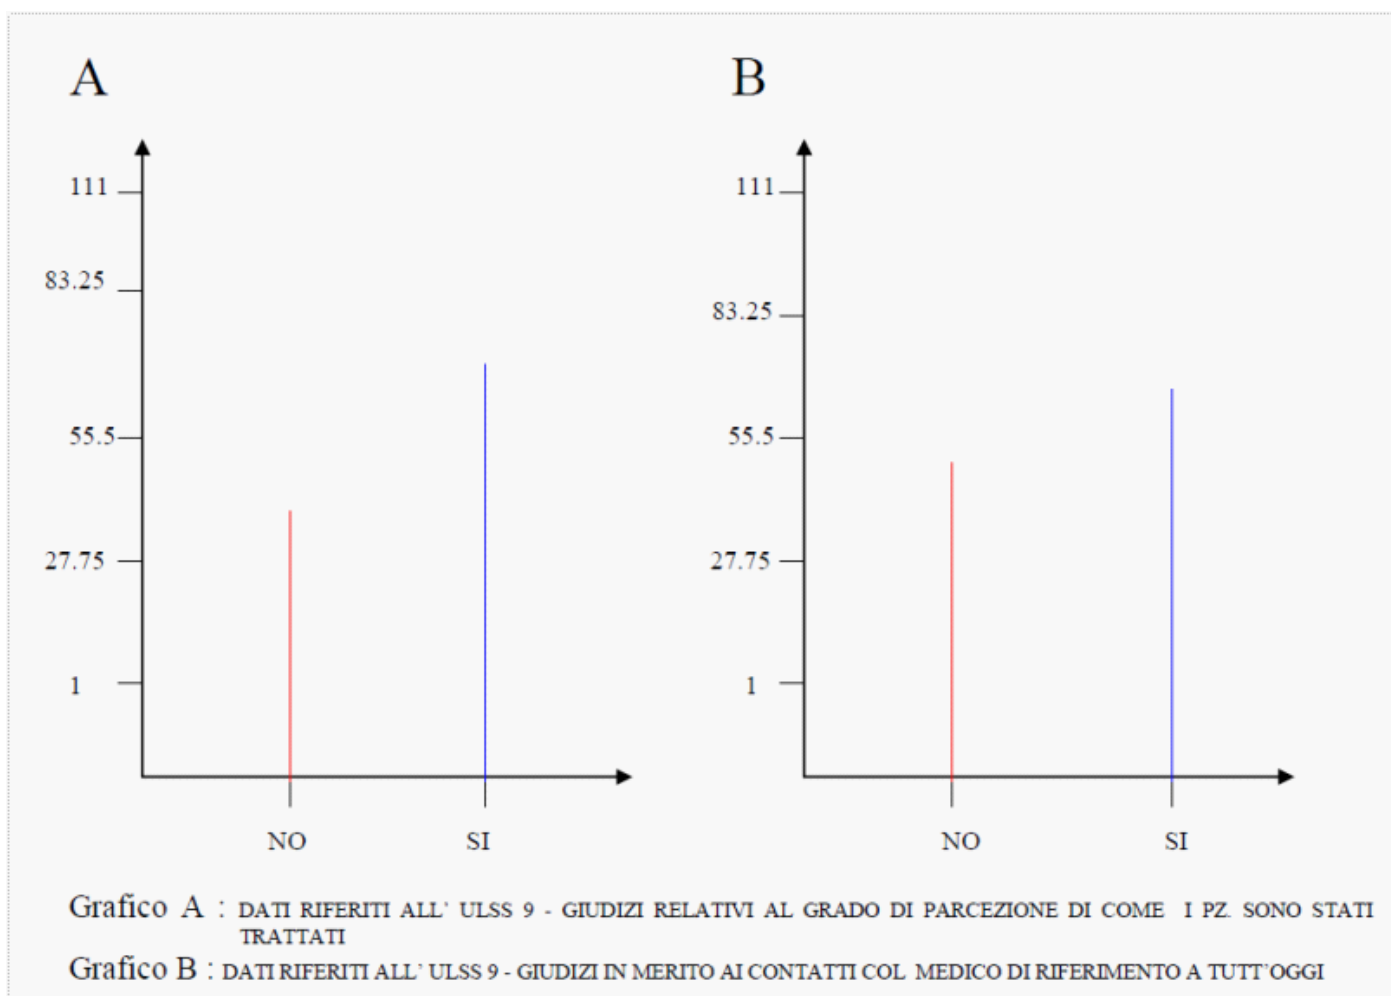 A
111
83.25
55.5
27.75
1
NO SI
B
111
83.25
55.5
27.75
1
NO SI
Grafico A : DATI RIFERITI ALL' ULSS 9 - GIUDIZI RELATIVI AL GRADO DI PARCEZIONE DI COME I PZ. SONO STATI
TRATTATI
Grafico B : DATI RIFERITI ALL' ULSS 9 - GIUDIZI IN MERITO AI CONTATTI COL MEDICO DI RIFERIMENTO A TUTT'OGGI